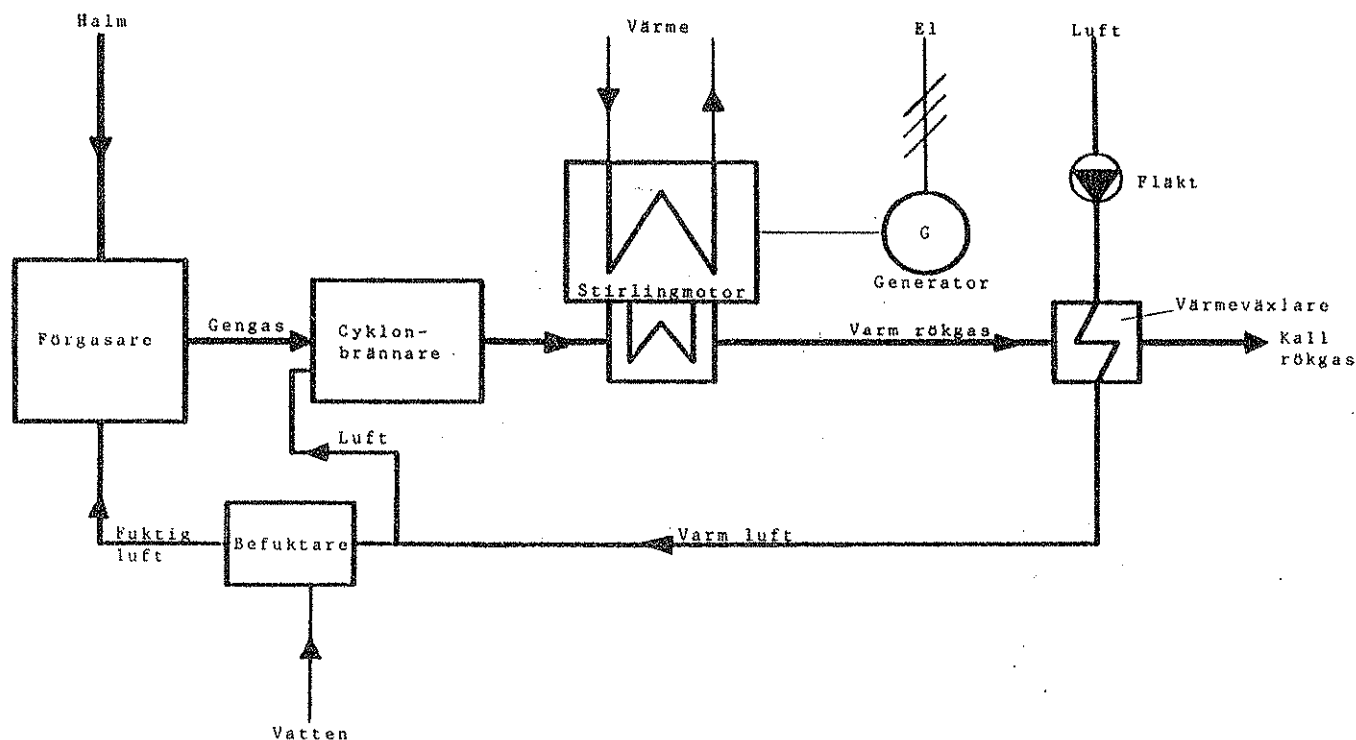 Halm
Värme
El
Luft
Fläkt
G
Generator
Stirlingmotor
Värmeväxlare
Förgasare
Gengas
Cyklon-
brännare
Varm rökgas
Kall
rökgas
Luft
Fuktig
luft
Befuktare
Varm luft
Vatten